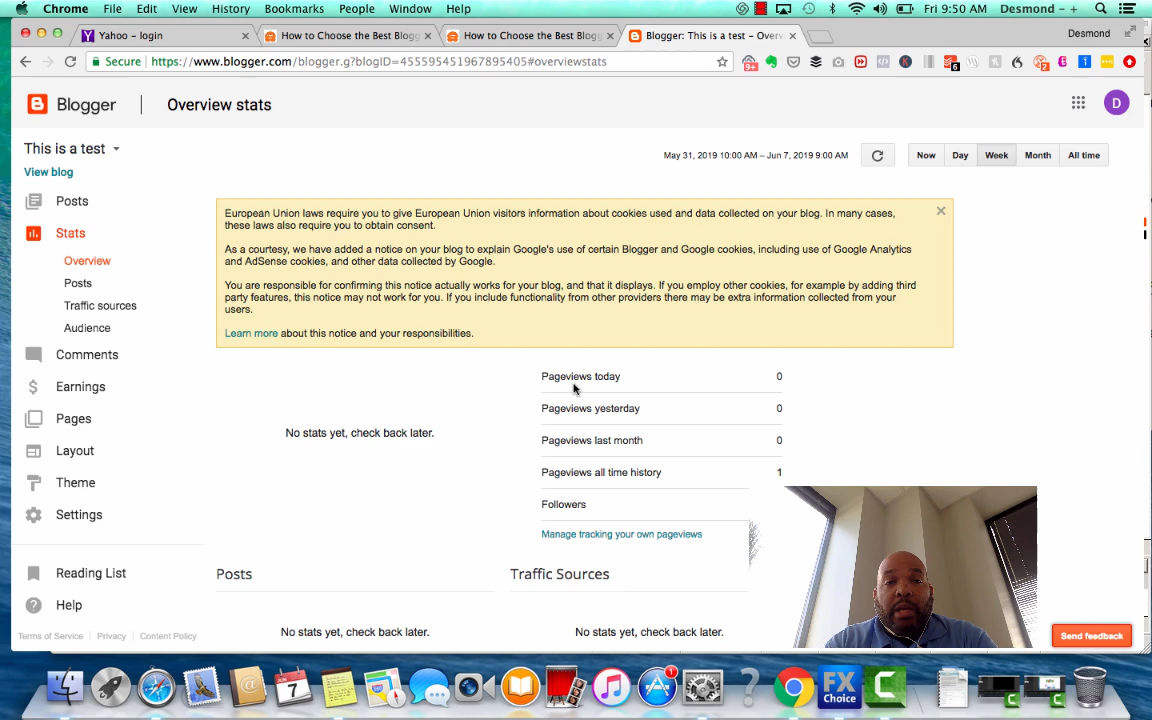 Chrome File Edit View History Bookmarks People Window Help Fri 9:50 AM Desmond - +
Yahoo - login
How to Choose the Best Blogg
How to Choose the Best Blogg
Blogger: This is a test - Overv
Desmond
Secure https://www.blogger.com/blogger.g?blogID=455595451967895405#overviewstats
Blogger Overview stats D
This is a test
View blog
May 31, 2019 10:00 AM – Jun 7, 2019 9:00 AM
Now Day Week Month All time
Posts
Stats
Overview
Posts
Traffic sources
Audience
Comments
Earnings
Pages
Layout
Theme
Settings
Reading List
Help
Terms of Service | Privacy | Content Policy
European Union laws require you to give European Union visitors information about cookies used and data collected on your blog. In many cases,
these laws also require you to obtain consent.
As a courtesy, we have added a notice on your blog to explain Google's use of certain Blogger and Google cookies, including use of Google Analytics
and AdSense cookies, and other data collected by Google.
You are responsible for confirming this notice actually works for your blog, and that it displays. If you employ other cookies, for example by adding third
party features, this notice may not work for you. If you include functionality from other providers there may be extra information collected from your
users.
Learn more about this notice and your responsibilities.
No stats yet, check back later.
Pageviews today 0
Pageviews yesterday 0
Pageviews last month 0
Pageviews all time history 1
Followers
Manage tracking your own pageviews
Posts
No stats yet, check back later.
Traffic Sources
No stats yet, check back later.
Send feedback
JUN
7
FX
Choice